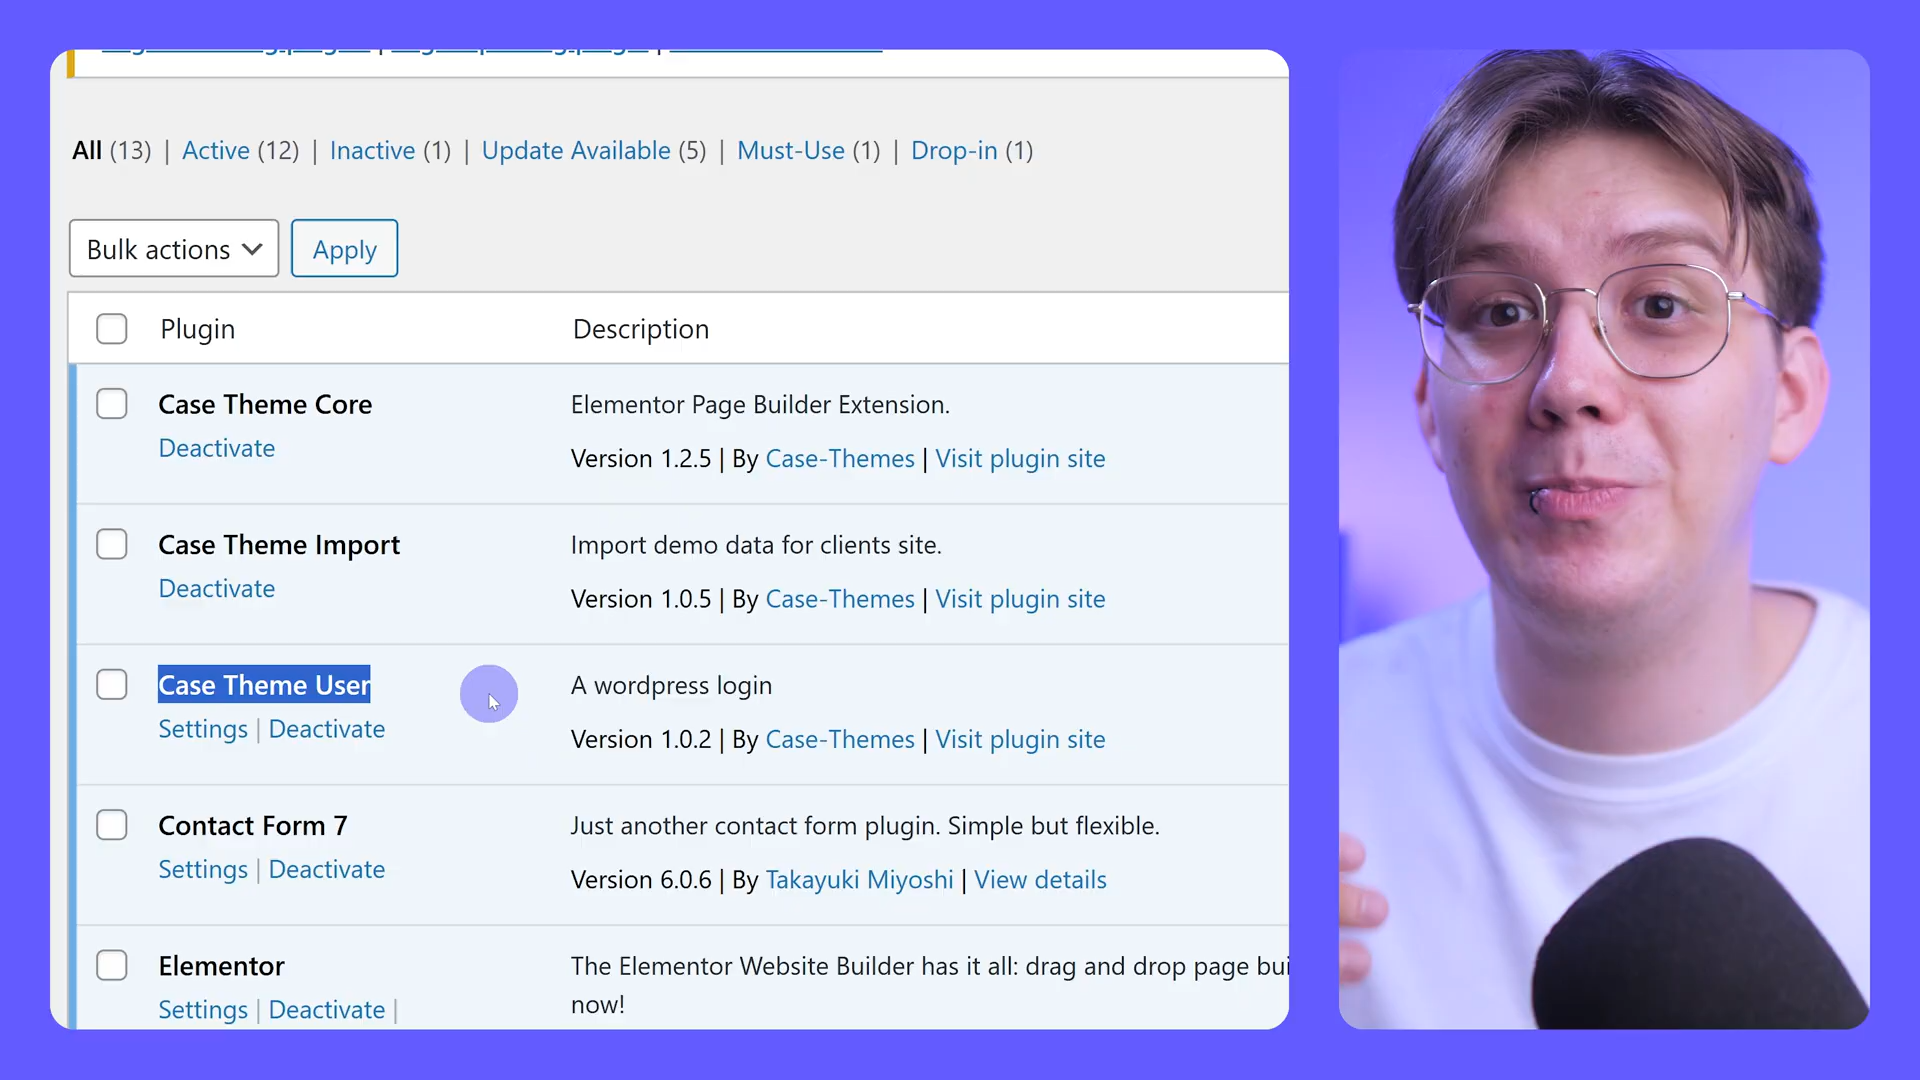 All (13) | Active (12) | Inactive (1) | Update Available (5) | Must-Use (1) | Drop-in (1)
Bulk actions Apply
Plugin Description
Case Theme Core Elementor Page Builder Extension.
Deactivate
Version 1.2.5 | By Case-Themes | Visit plugin site
Case Theme Import Import demo data for clients site.
Deactivate
Version 1.0.5 | By Case-Themes | Visit plugin site
Case Theme User A wordpress login
Settings | Deactivate
Version 1.0.2 | By Case-Themes | Visit plugin site
Contact Form 7 Just another contact form plugin. Simple but flexible.
Settings | Deactivate
Version 6.0.6 | By Takayuki Miyoshi | View details
Elementor The Elementor Website Builder has it all: drag and drop page bui
now!
Settings | Deactivate |